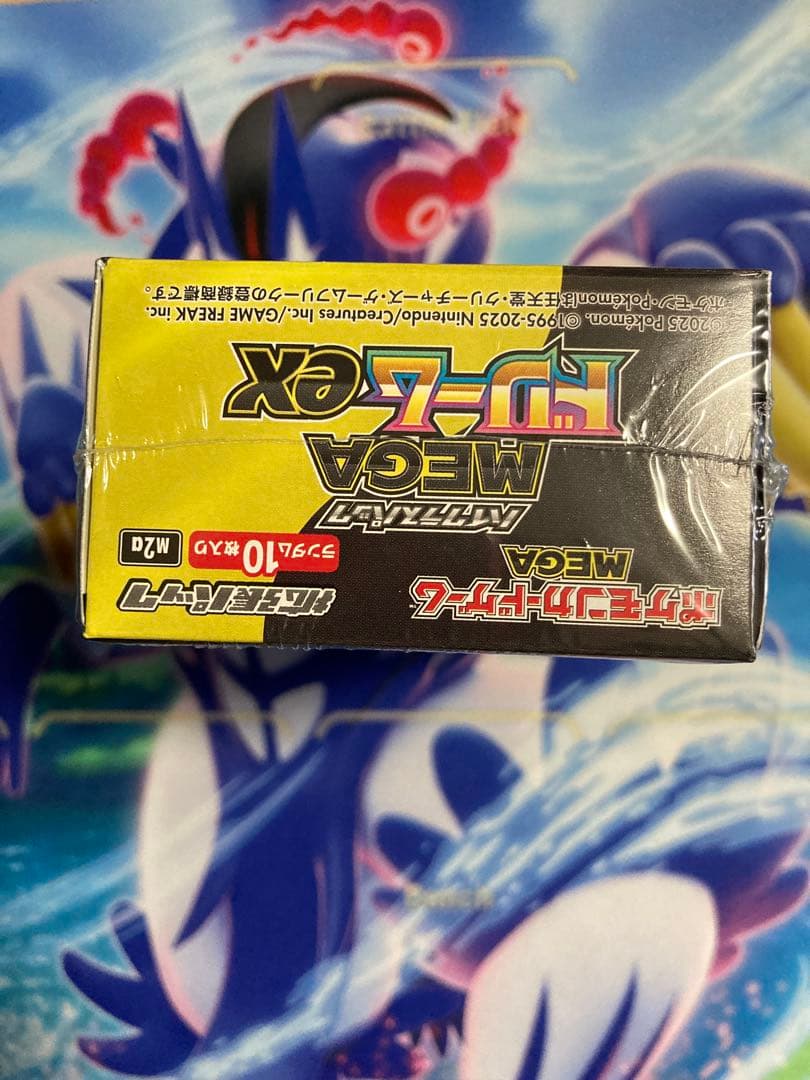 ポケモンカードゲーム
MEGA
拡張パック
ランダム10枚入り
M2a
ハイクラスパック
MEGA
ドリームex
©2025 Pokémon. ©1995-2025 Nintendo/Creatures Inc./GAME FREAK inc.
ポケモン・Pokémonは任天堂・クリーチャーズ・ゲームフリークの登録商標です。
Bench